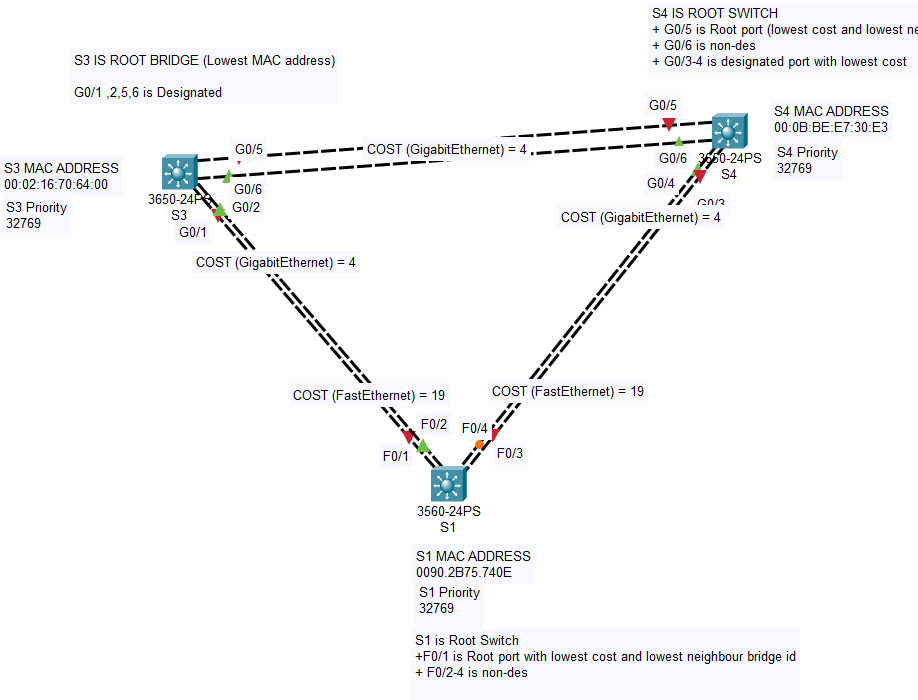 S4 IS ROOT SWITCH
+ G0/5 is Root port (lowest cost and lowest
+ G0/6 is non-des
+ G0/3-4 is designated port with lowest cost
S3 IS ROOT BRIDGE (Lowest MAC address)
G0/1 ,2,5,6 is Designated
G0/5
S4 MAC ADDRESS
00:0B:BE:E7:30:E3
S4 Priority
32769
G0/5
COST (GigabitEthernet) = 4
G0/6
3650-24PS
S4
S3 MAC ADDRESS
00:02:16:70:64:00
S3 Priority
32769
G0/6
3650-24PS
S3
G0/2
G0/1
G0/4
G0/3
COST (GigabitEthernet) = 4
COST (GigabitEthernet) = 4
COST (FastEthernet) = 19
COST (FastEthernet) = 19
F0/2
F0/4
F0/1
F0/3
3560-24PS
S1
S1 MAC ADDRESS
0090.2B75.740E
S1 Priority
32769
S1 is Root Switch
+F0/1 is Root port with lowest cost and lowest neighbour bridge id
+ F0/2-4 is non-des